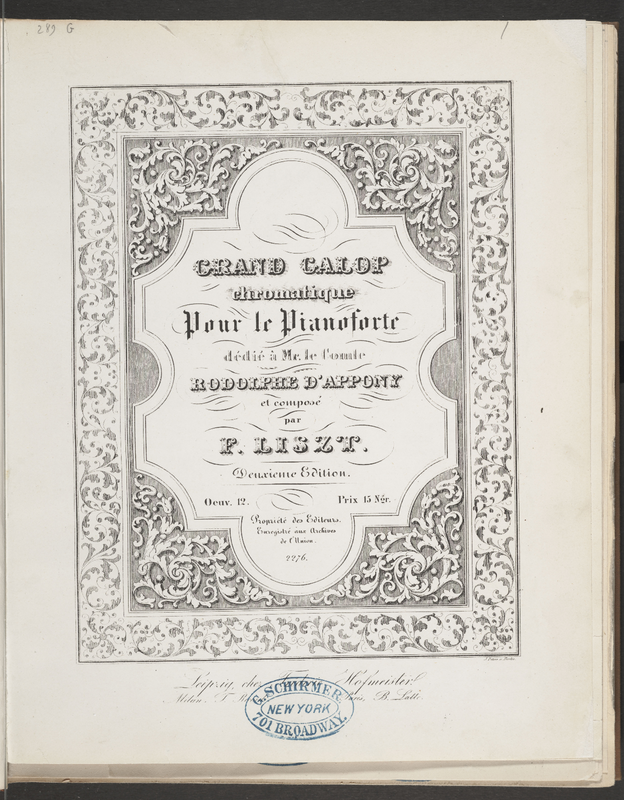 289 G
GRAND GALOP
chromatique
Pour le Pianoforte
dédié à Mr. le Comte
RODOLPHE D'APPONY
et composé
par
F. LISZT.
Deuxieme Edition.
Oeuv. 12. Prix 15 Ngr.
Propriété des Editeurs.
Enregistré aux Archives
de l'Union.
2276.
Leipzig, chez Hofmeister.
Milan, B. Latte
G. SCHIRMER
NEW YORK
701 BROADWAY.